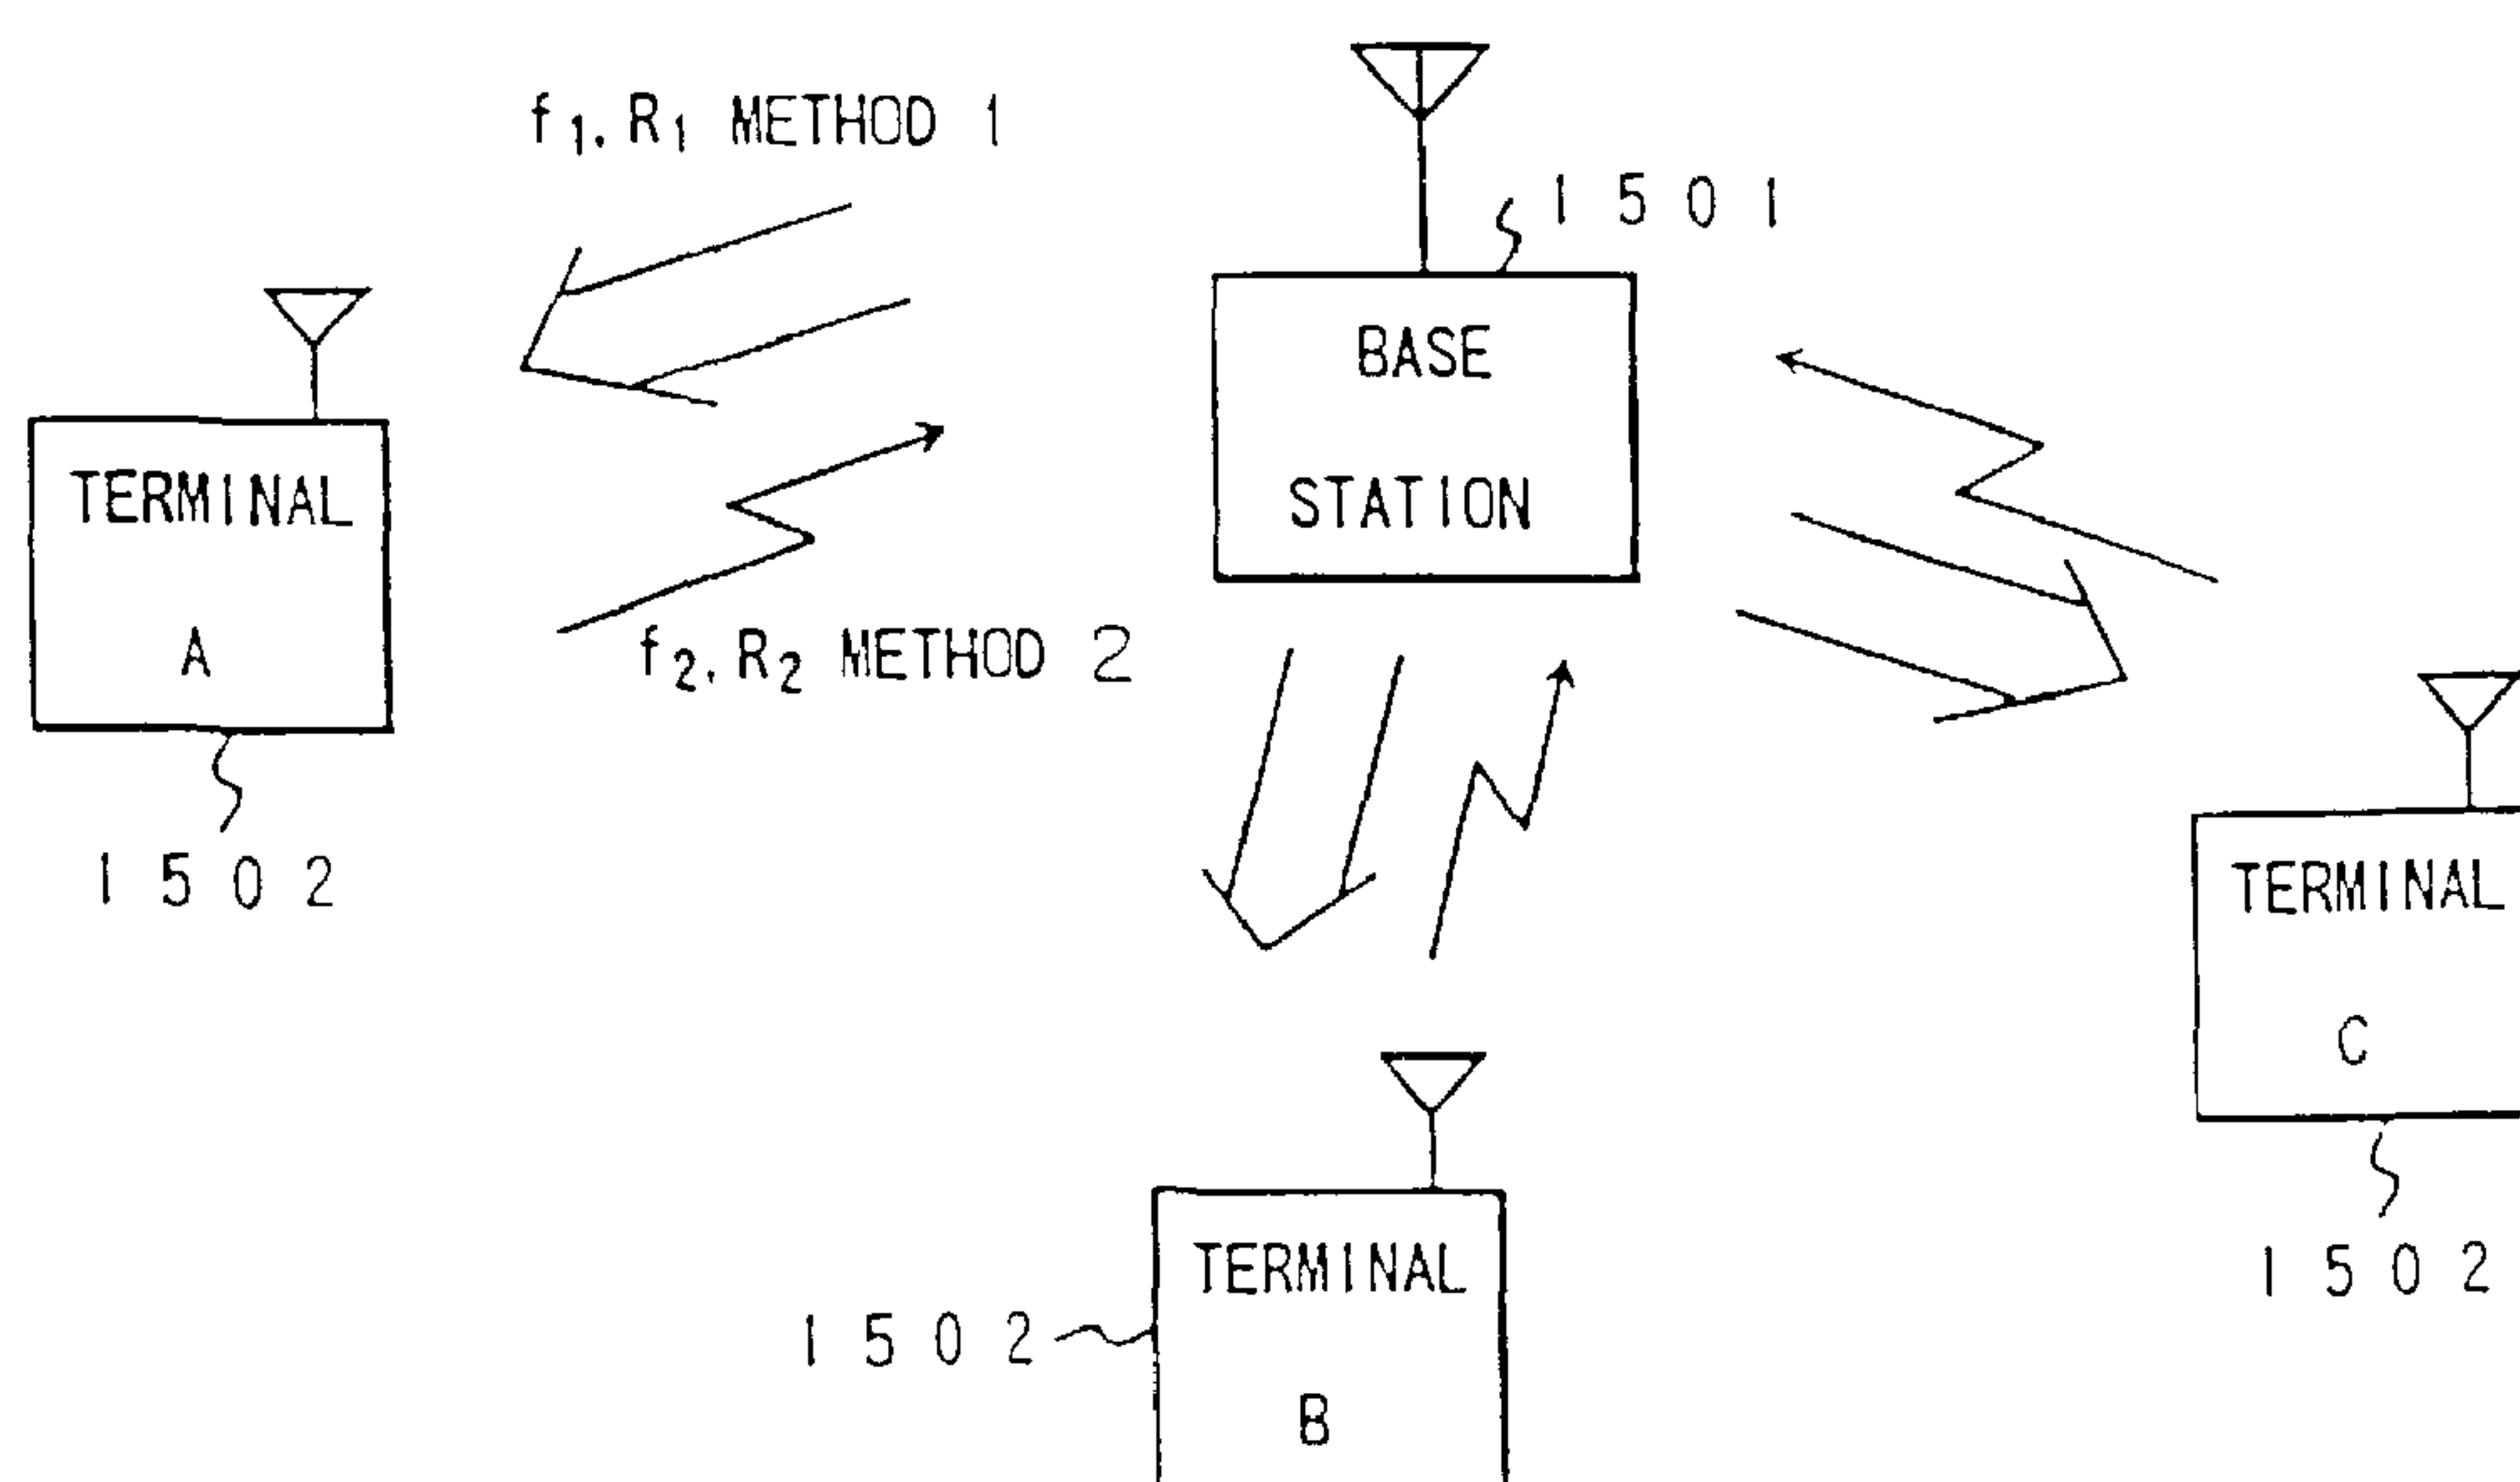 f1, R1 METHOD 1
1501
BASE
STATION
TERMINAL
A
f2, R2 METHOD 2
1502
TERMINAL
C
1502
TERMINAL
1502
B